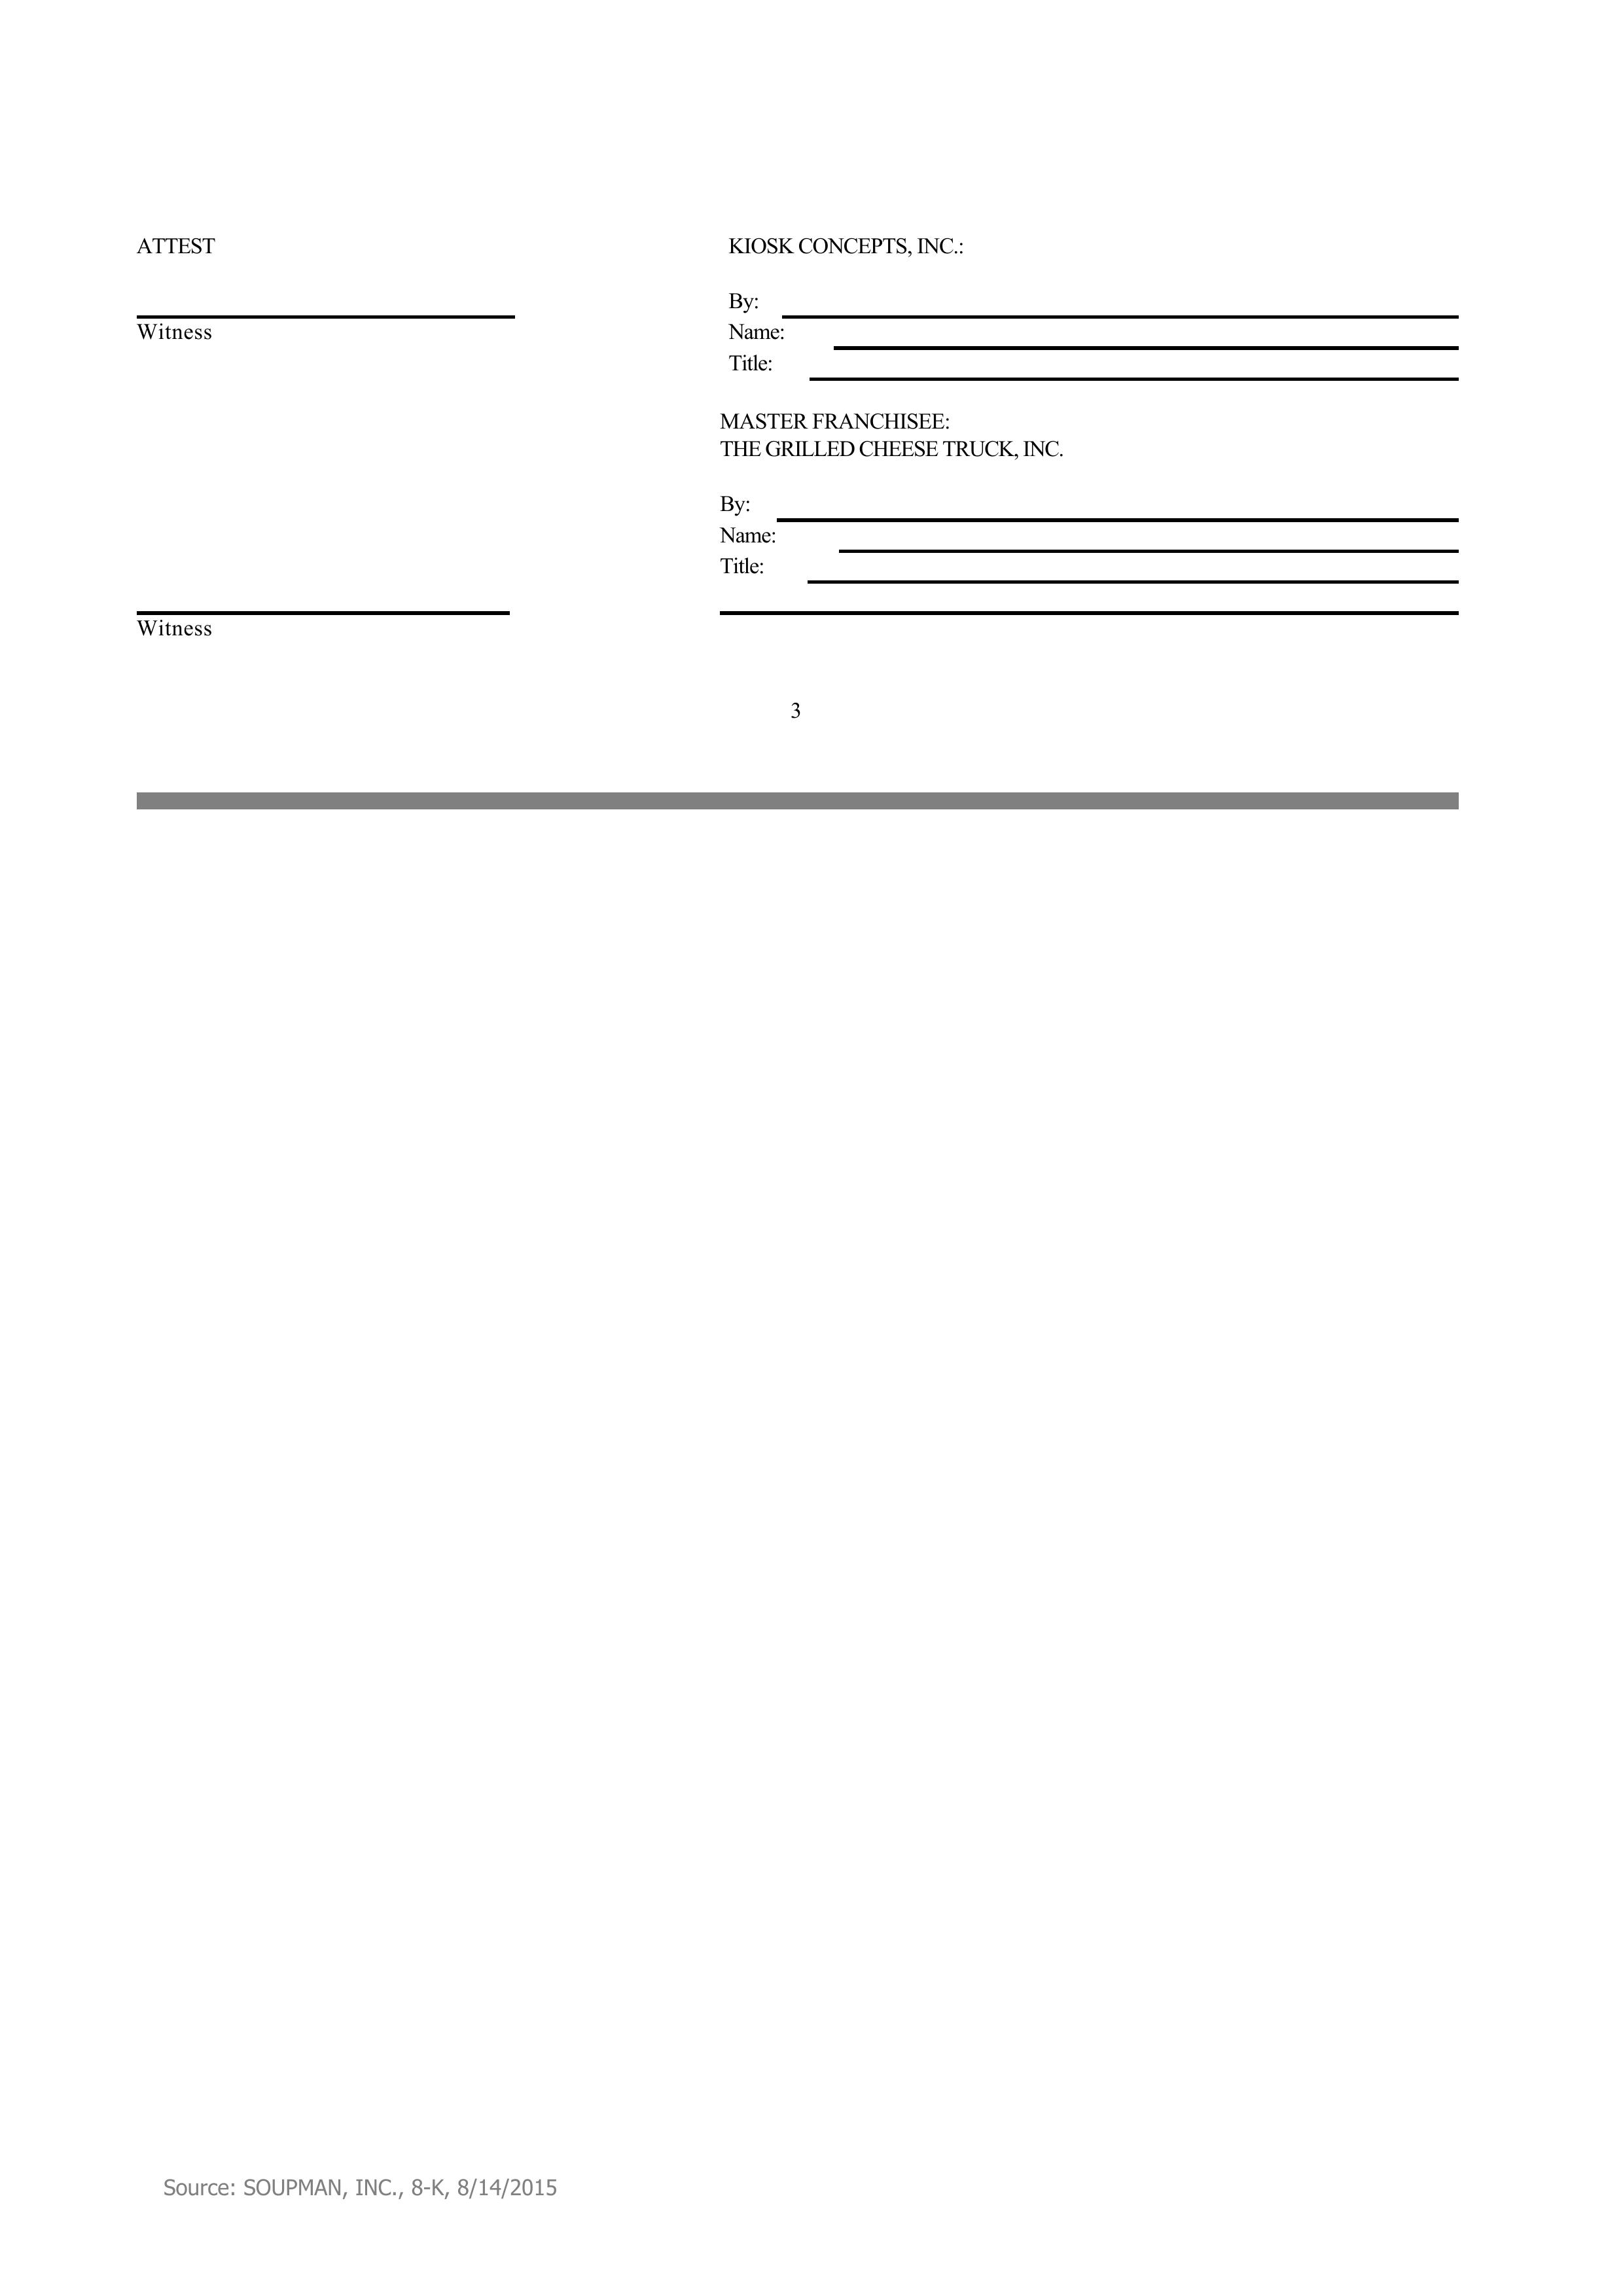 ATTEST
KIOSK CONCEPTS, INC.:
By:
Witness
Name:
Title:
MASTER FRANCHISEE:
THE GRILLED CHEESE TRUCK, INC.
By:
Name:
Title:
Witness
3
Source: SOUPMAN, INC., 8-K, 8/14/2015